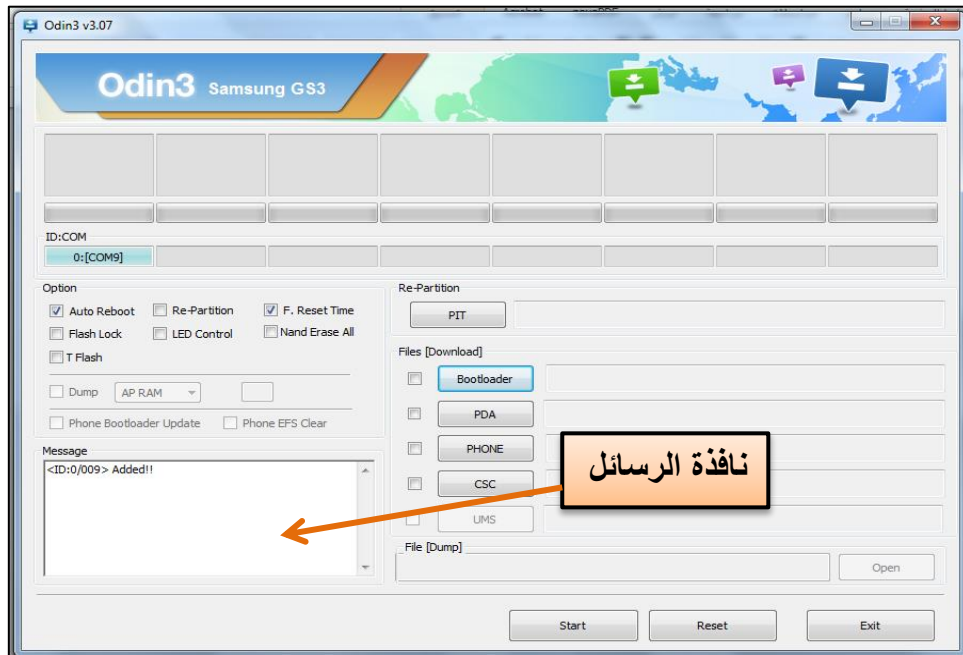 Odin3 v3.07
Odin3 Samsung GS3
ID:COM
0:[COM9]
Option
Auto Reboot Re-Partition F. Reset Time
Flash Lock LED Control Nand Erase All
T Flash
Dump AP RAM
Phone Bootloader Update Phone EFS Clear
Message
<ID:0/009> Added!!
Re-Partition
PIT
Files [Download]
Bootloader
PDA
PHONE
CSC
UMS
نافذة الرسائل
File [Dump]
Open
Start Reset Exit